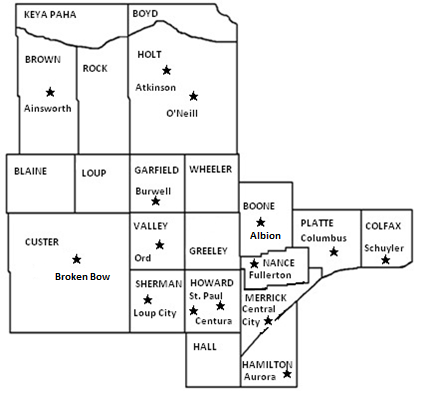 KEYA PAHA
BOYD
BROWN
ROCK
HOLT
Atkinson
Ainsworth
O'Neill
BLAINE
LOUP
GARFIELD
WHEELER
Burwell
BOONE
Albion
PLATTE
Columbus
COLFAX
Schuyler
CUSTER
Broken Bow
VALLEY
Ord
GREELEY
NANCE
Fullerton
SHERMAN
Loup City
HOWARD
St. Paul
Centura
MERRICK
Central
City
HALL
HAMILTON
Aurora